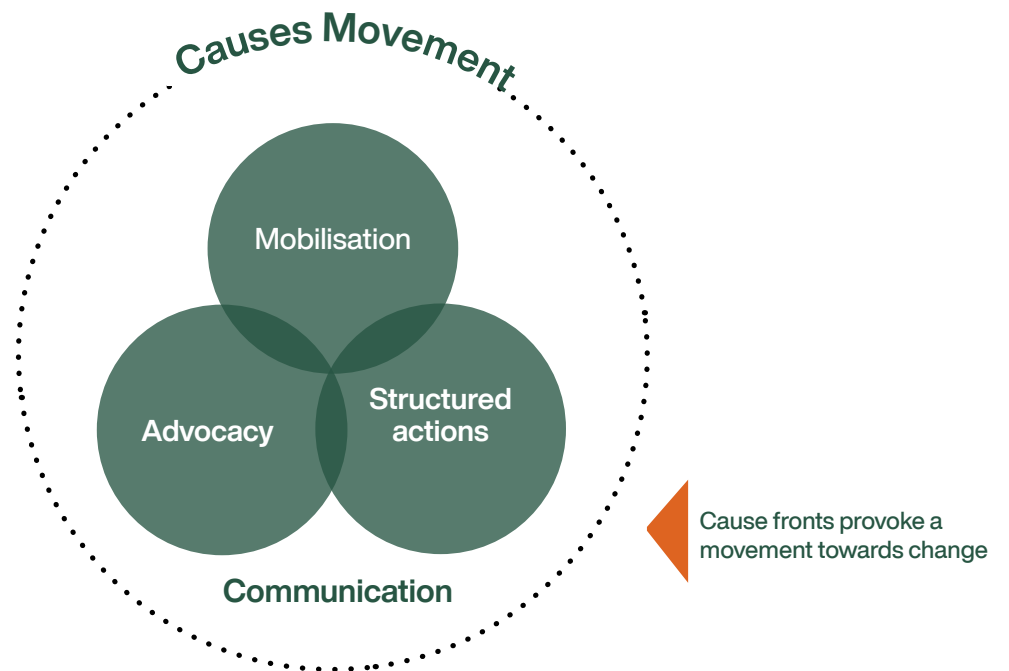 Causes Movement
Mobilisation
Advocacy
Structured
actions
Communication
Cause fronts provoke a
movement towards change